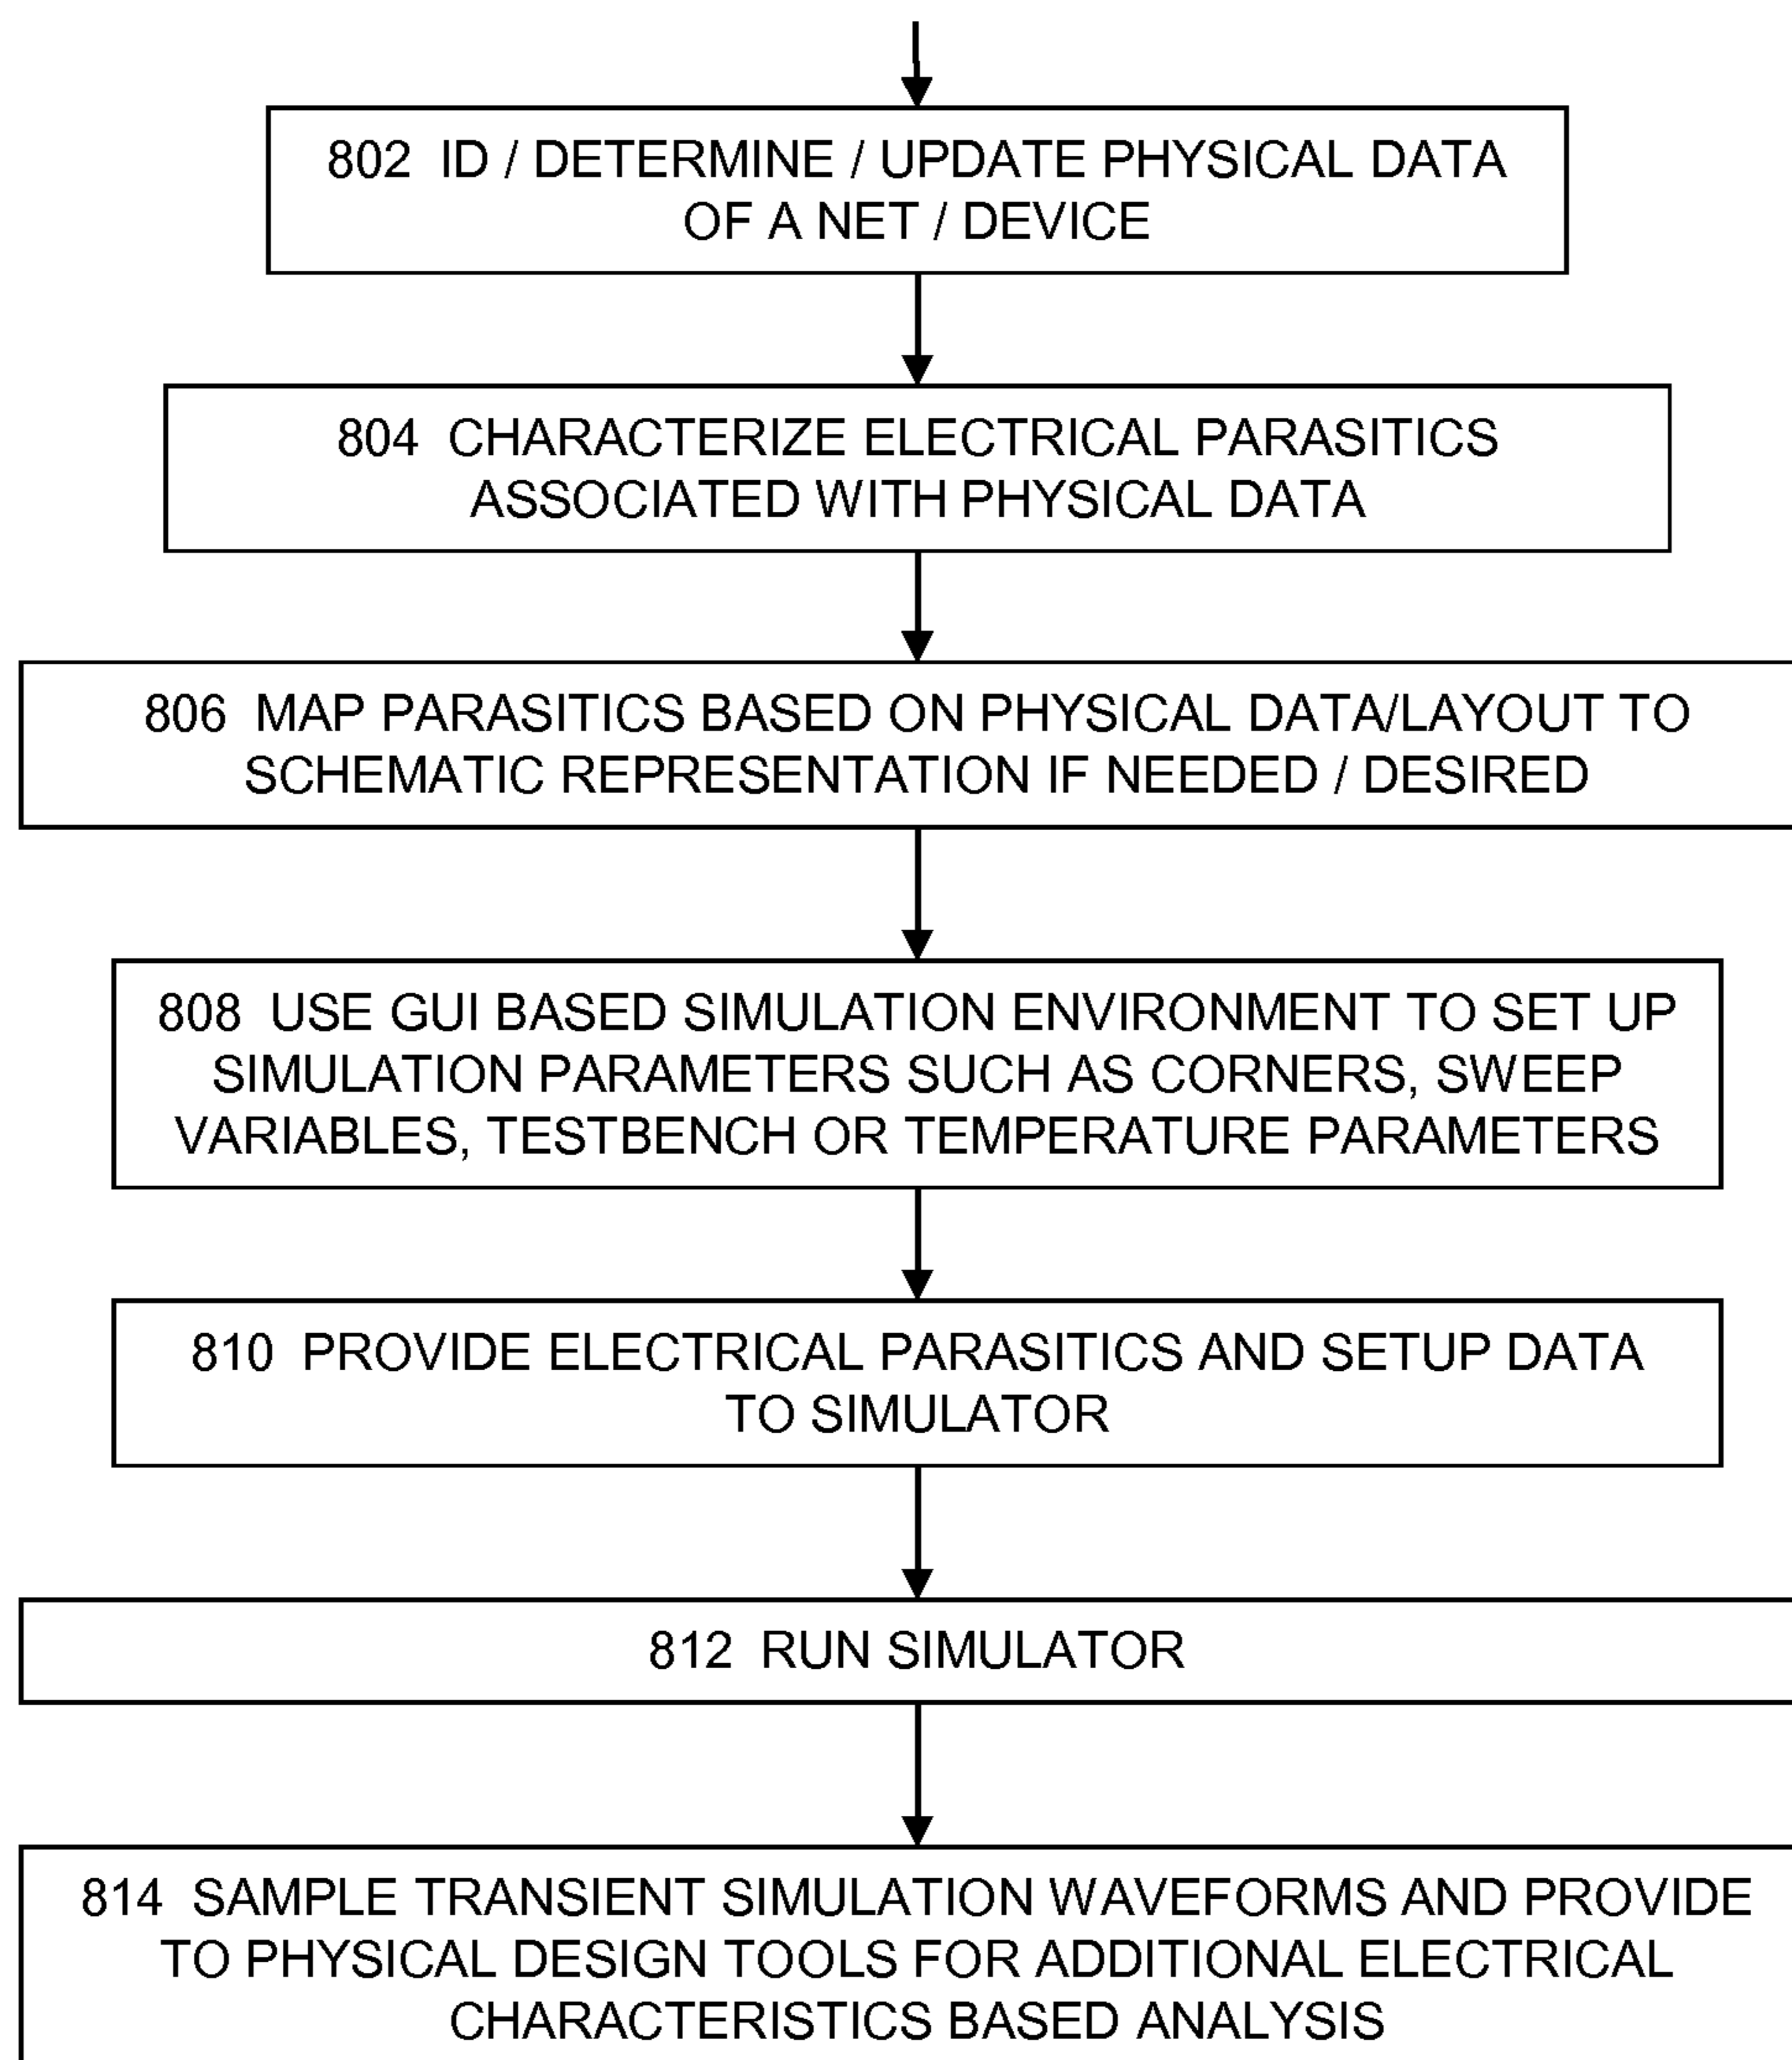 802 ID / DETERMINE / UPDATE PHYSICAL DATA
OF A NET / DEVICE
804 CHARACTERIZE ELECTRICAL PARASITICS
ASSOCIATED WITH PHYSICAL DATA
806 MAP PARASITICS BASED ON PHYSICAL DATA/LAYOUT TO
SCHEMATIC REPRESENTATION IF NEEDED / DESIRED
808 USE GUI BASED SIMULATION ENVIRONMENT TO SET UP
SIMULATION PARAMETERS SUCH AS CORNERS, SWEEP
VARIABLES, TESTBENCH OR TEMPERATURE PARAMETERS
810 PROVIDE ELECTRICAL PARASITICS AND SETUP DATA
TO SIMULATOR
812 RUN SIMULATOR
814 SAMPLE TRANSIENT SIMULATION WAVEFORMS AND PROVIDE
TO PHYSICAL DESIGN TOOLS FOR ADDITIONAL ELECTRICAL
CHARACTERISTICS BASED ANALYSIS